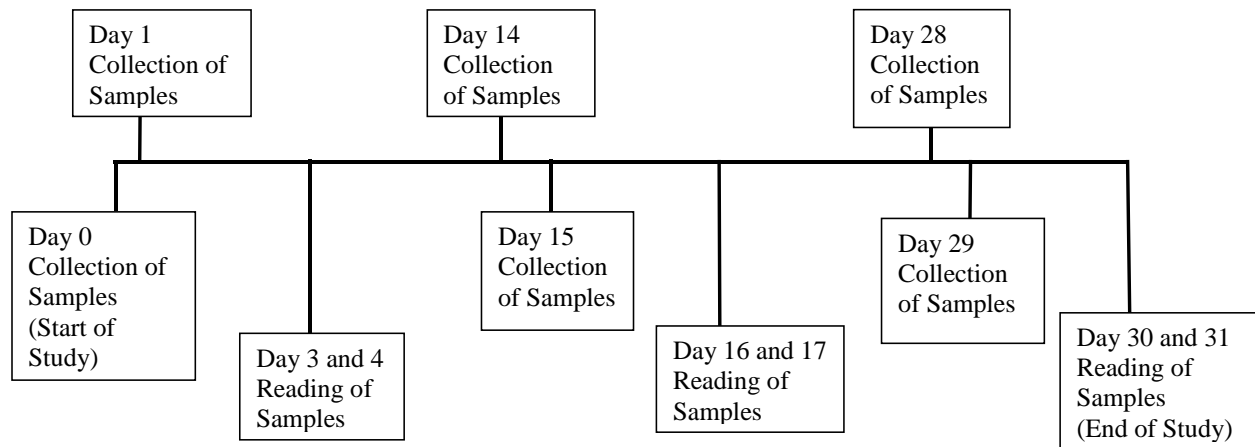 Day 1
Collection of
Samples
Day 14
Collection
of Samples
Day 28
Collection
of Samples
Day 0
Collection of
Samples
(Start of
Study)
Day 3 and 4
Reading of
Samples
Day 15
Collection
of Samples
Day 16 and 17
Reading of
Samples
Day 29
Collection
of Samples
Day 30 and 31
Reading of
Samples
(End of Study)